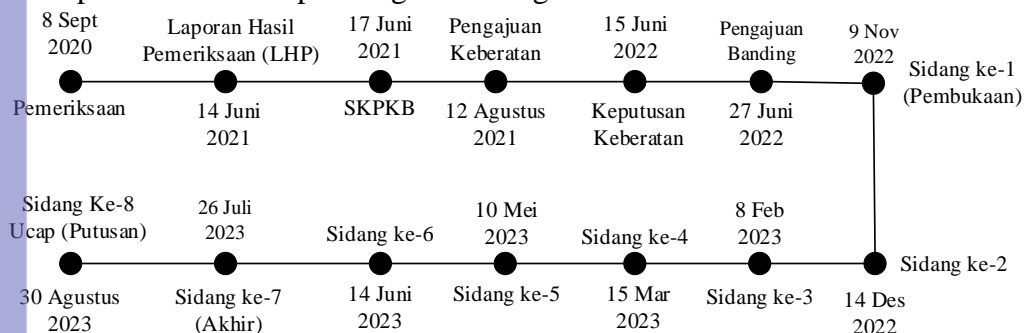 8 Sept
2020
Pemeriksaan
Laporan Hasil
Pemeriksaan (LHP)
14 Juni
2021
17 Juni
2021
SKPKB
Pengajuan
Keberatan
12 Agustus
2021
15 Juni
2022
Keputusan
Keberatan
Pengajuan
Banding
27 Juni
2022
9 Nov
2022
Sidang ke-1
(Pembukaan)
Sidang ke-2
14 Des
2022
8 Feb
2023
Sidang ke-3
Sidang ke-4
15 Mar
2023
10 Mei
2023
Sidang ke-5
Sidang ke-6
14 Juni
2023
26 Juli
2023
Sidang ke-7
(Akhir)
Sidang Ke-8
Ucap (Putusan)
30 Agustus
2023